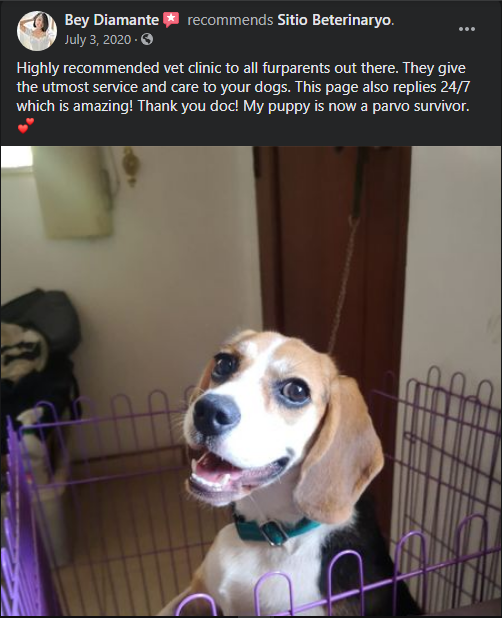 Bey Diamante recommends Sitio Beterinaryo.
July 3, 2020 ·
Highly recommended vet clinic to all furparents out there. They give
the utmost service and care to your dogs. This page also replies 24/7
which is amazing! Thank you doc! My puppy is now a parvo survivor.
💕